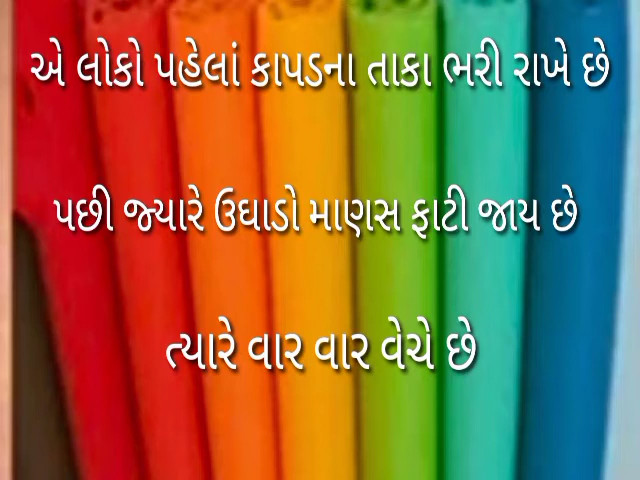 એ લોકો પહેલાં કાપડના તાકા ભરી રાખે છે
પછી જ્યારે ઉઘાડો માણસ ફાટી જાય છે
ત્યારે વાર વાર વેચે છે